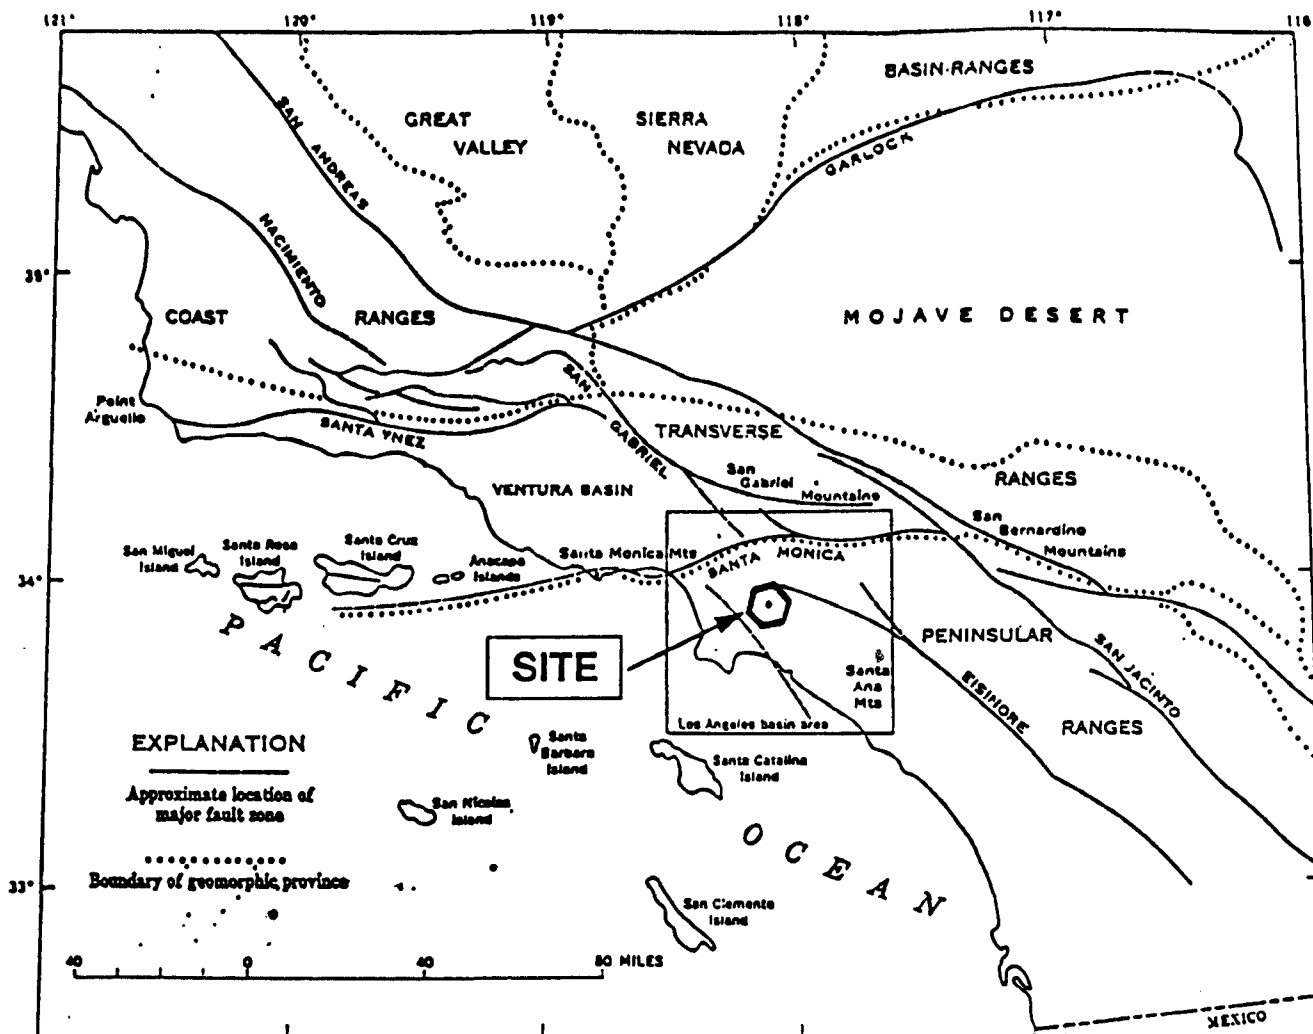 121°
120°
119°
118°
117°
116
BASIN-RANGES
GREAT
VALLEY
SIERRA
NEVADA
SAN ANDREAS
GARLOCK
NACIMIENTO
35°
COAST
RANGES
MOJAVE DESERT
Point
Arguello
SANTA YNEZ
SAN GABRIEL
TRANSVERSE
RANGES
VENTURA BASIN
San
Gabriel
Mountains
San
Bernardino
Mountains
San Miguel
Island
Santa Rosa
Island
Santa Cruz
Island
Anacapa
Islands
Santa Monica Mts
SANTA MONICA
34°
PACIFIC
SITE
PENINSULAR
RANGES
Santa
Ana
Mts
ELSINORE
SAN JACINTO
Los Angeles basin area
EXPLANATION
Approximate location of
major fault zone
Boundary of geomorphic province
Santa
Barbara
Island
Santa Catalina
Island
San Nicolas
Island
OCEAN
33°
San Clemente
Island
40
0
40
80 MILES
MEXICO